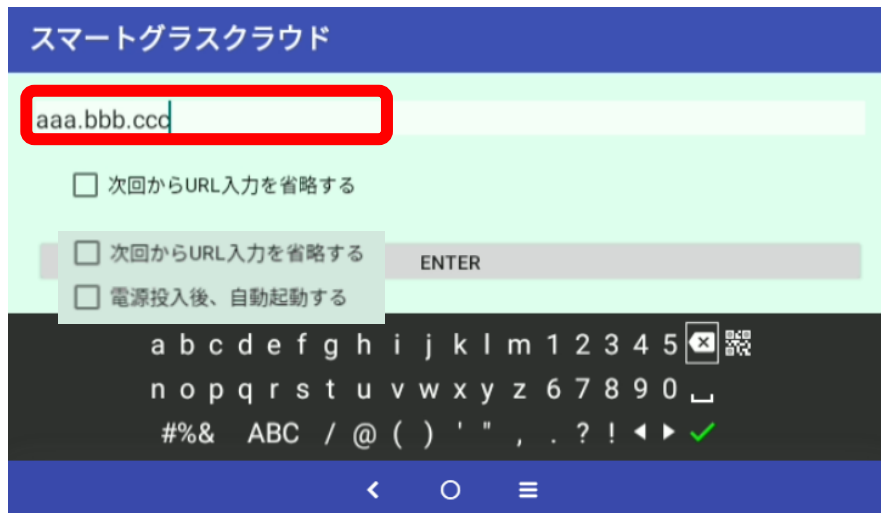 スマートグラスクラウド
aaa.bbb.ccc
次回からURL入力を省略する
次回からURL入力を省略する
ENTER
電源投入後、自動起動する
a b c d e f g h i j k l m 1 2 3 4 5
n o p q r s t u v w x y z 6 7 8 9 0
#%& ABC / @ ( ) ' " , . ? !